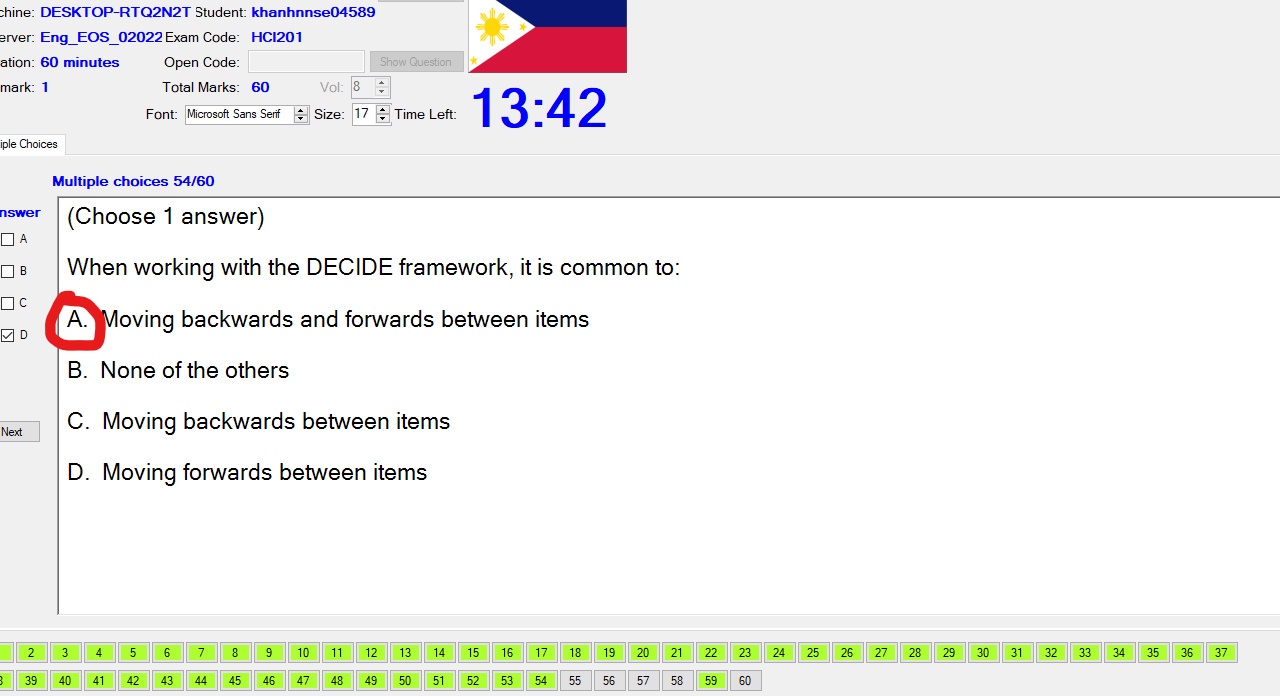 chine: DESKTOP-RTQ2N2T Student: khanhnnse04589
erver: Eng_EOS_02022 Exam Code: HCI201
ation: 60 minutes Open Code: Show Question
mark: 1 Total Marks: 60 Vol: 8
Font: Microsoft Sans Serif Size: 17 Time Left: 13:42
iple Choices
Multiple choices 54/60
nswer
A
B
C
D
Next
(Choose 1 answer)
When working with the DECIDE framework, it is common to:
A. Moving backwards and forwards between items
B. None of the others
C. Moving backwards between items
D. Moving forwards between items
2 3 4 5 6 7 8 9 10 11 12 13 14 15 16 17 18 19 20 21 22 23 24 25 26 27 28 29 30 31 32 33 34 35 36 37
39 40 41 42 43 44 45 46 47 48 49 50 51 52 53 54 55 56 57 58 59 60